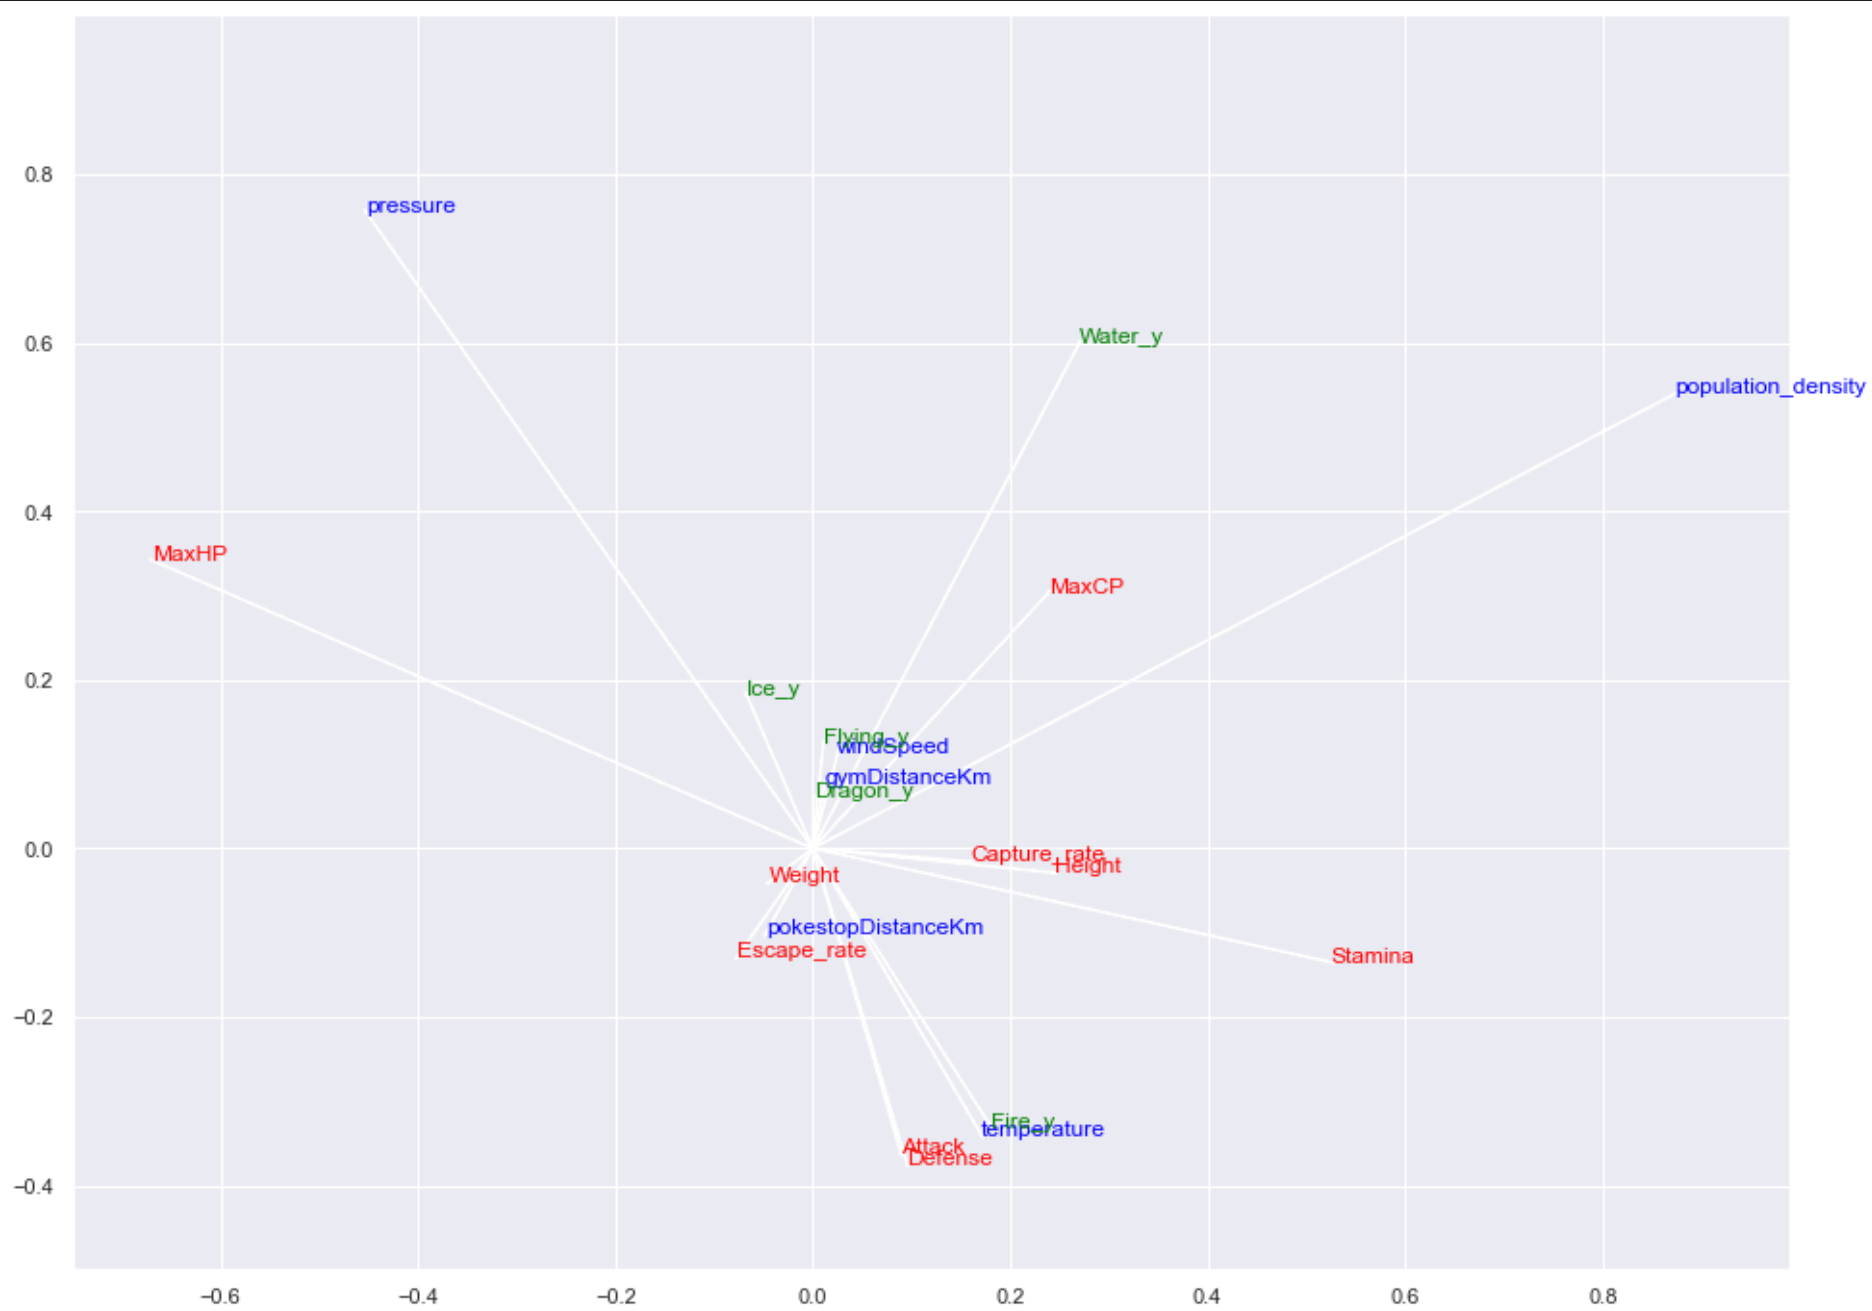 0.8
pressure
0.6
Water_y
population_density
0.4
MaxHP
MaxCP
0.2
Ice_y
Flying_y
windSpeed
gymDistanceKm
Dragon_y
0.0
Capture_rate
Height
Weight
pokestopDistanceKm
Escape_rate
Stamina
−0.2
Fire_y
temperature
Attack
Defense
−0.4
−0.6 −0.4 −0.2 0.0 0.2 0.4 0.6 0.8